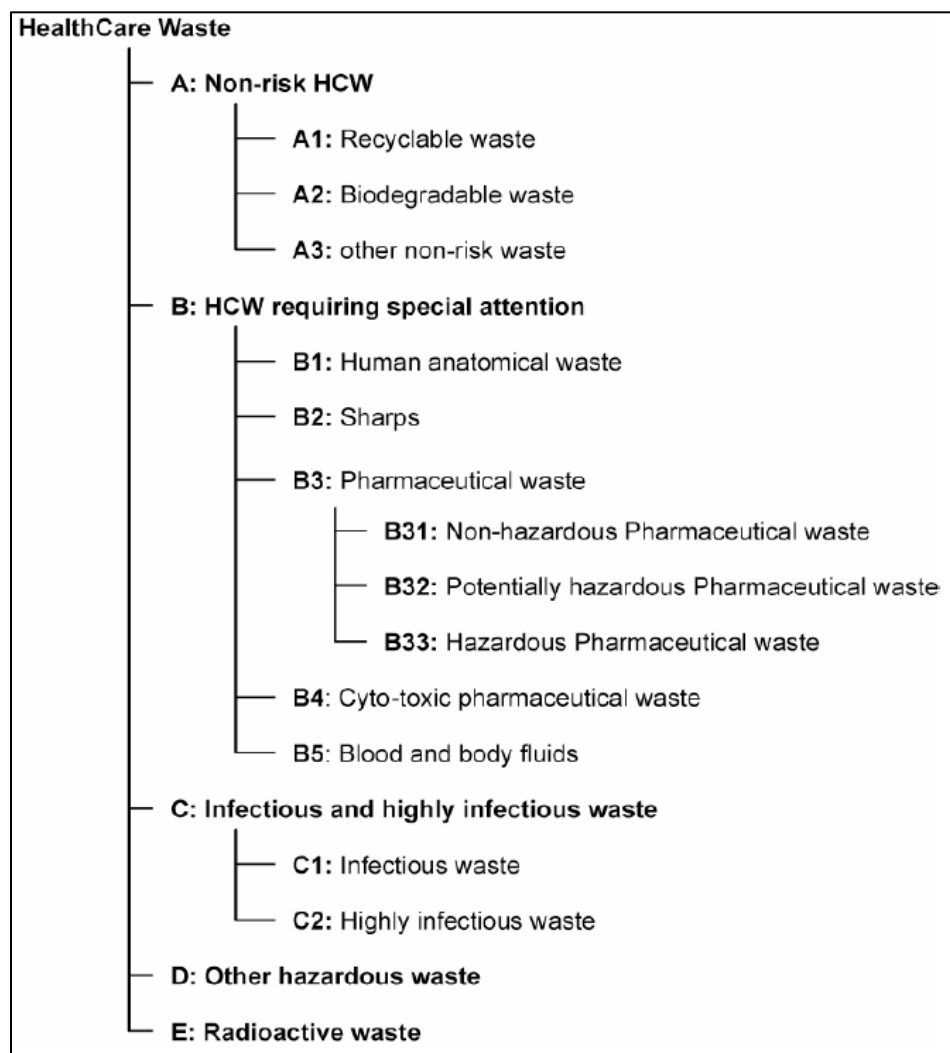 HealthCare Waste
A: Non-risk HCW
A1: Recyclable waste
A2: Biodegradable waste
A3: other non-risk waste
B: HCW requiring special attention
B1: Human anatomical waste
B2: Sharps
B3: Pharmaceutical waste
B31: Non-hazardous Pharmaceutical waste
B32: Potentially hazardous Pharmaceutical waste
B33: Hazardous Pharmaceutical waste
B4: Cyto-toxic pharmaceutical waste
B5: Blood and body fluids
C: Infectious and highly infectious waste
C1: Infectious waste
C2: Highly infectious waste
D: Other hazardous waste
E: Radioactive waste